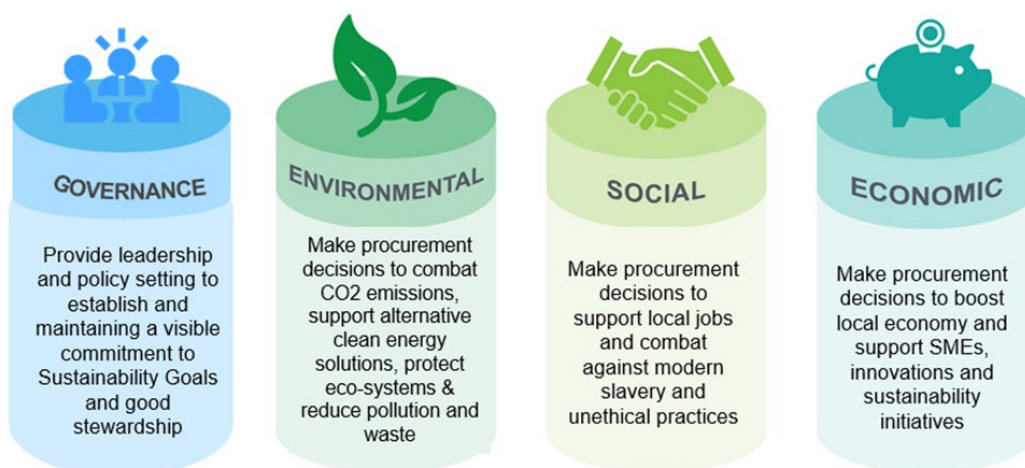 GOVERNANCE
Provide leadership
and policy setting to
establish and
maintaining a visible
commitment to
Sustainability Goals
and good
stewardship
ENVIRONMENTAL
Make procurement
decisions to combat
CO2 emissions,
support alternative
clean energy
solutions, protect
eco-systems &
reduce pollution and
waste
SOCIAL
Make procurement
decisions to
support local jobs
and combat
against modern
slavery and
unethical practices
ECONOMIC
Make procurement
decisions to boost
local economy and
support SMEs,
innovations and
sustainability
initiatives